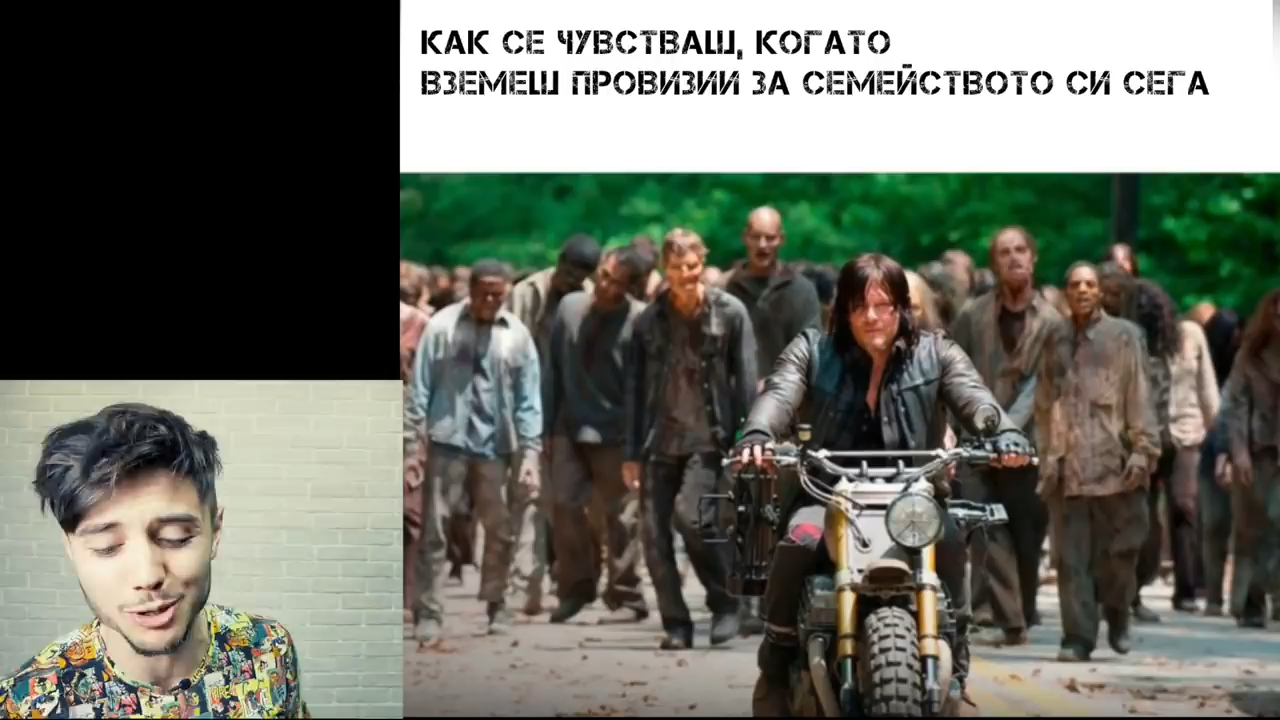 КАК СЕ ЧУВСТВАШ, КОГАТО
ВЗЕМЕШ ПРОВИЗИИ ЗА СЕМЕЙСТВОТО СИ СЕГА